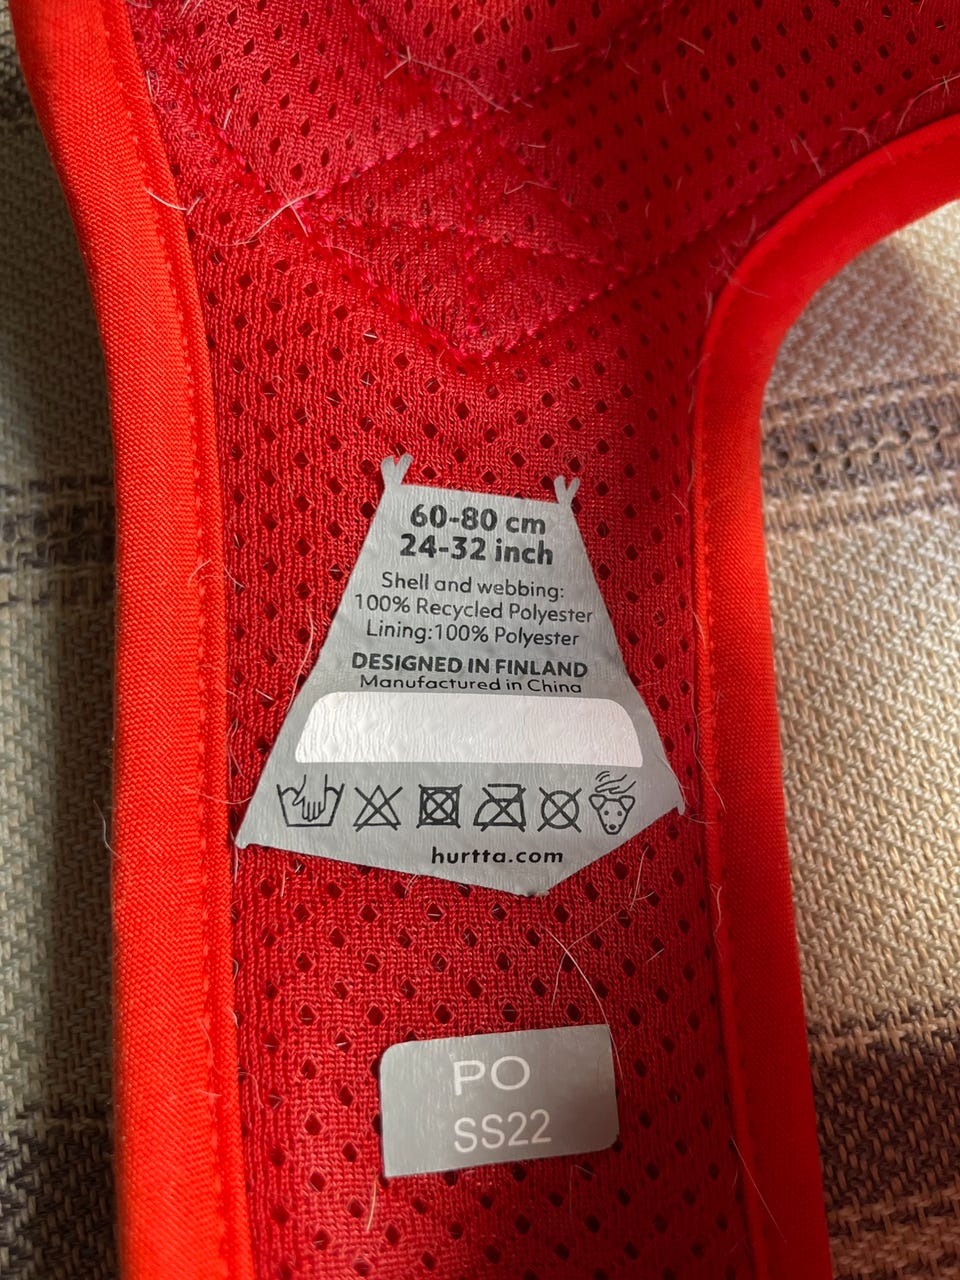 60-80 cm
24-32 inch
Shell and webbing:
100% Recycled Polyester
Lining:100% Polyester
DESIGNED IN FINLAND
Manufactured in China
hurtta.com
PO
SS22